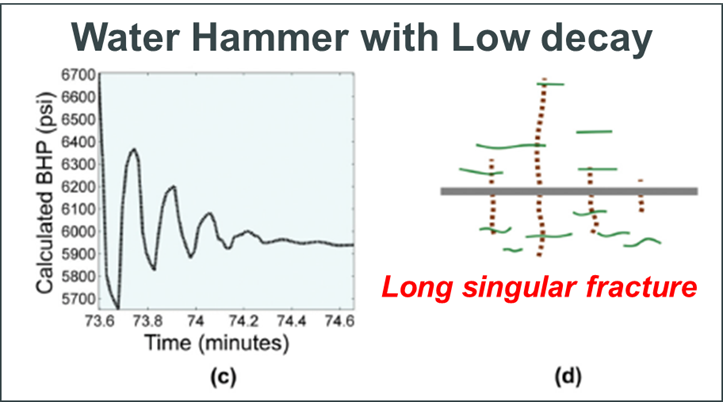 Water Hammer with Low decay
Calculated BHP (psi)
6700
6600
6500
6400
6300
6200
6100
6000
5900
5800
5700
73.6 73.8 74 74.2 74.4 74.6
Time (minutes)
(c)
Long singular fracture
(d)